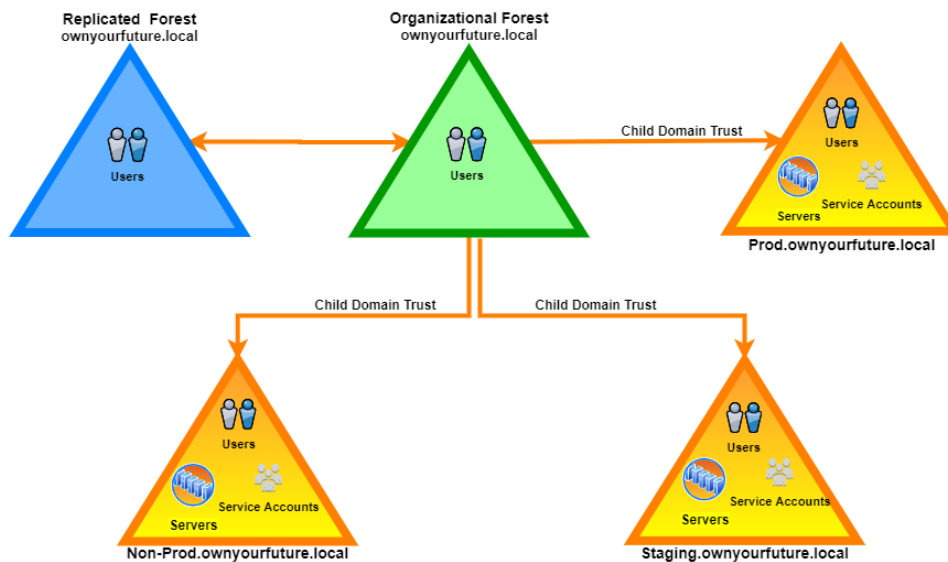 Replicated  Forest
ownyourfuture.local
Organizational Forest
ownyourfuture.local
Users
Users
Child Domain Trust
Users
Servers
Service Accounts
Prod.ownyourfuture.local
Child Domain Trust
Child Domain Trust
Users
Servers
Service Accounts
Non-Prod.ownyourfuture.local
Users
Servers
Service Accounts
Staging.ownyourfuture.local